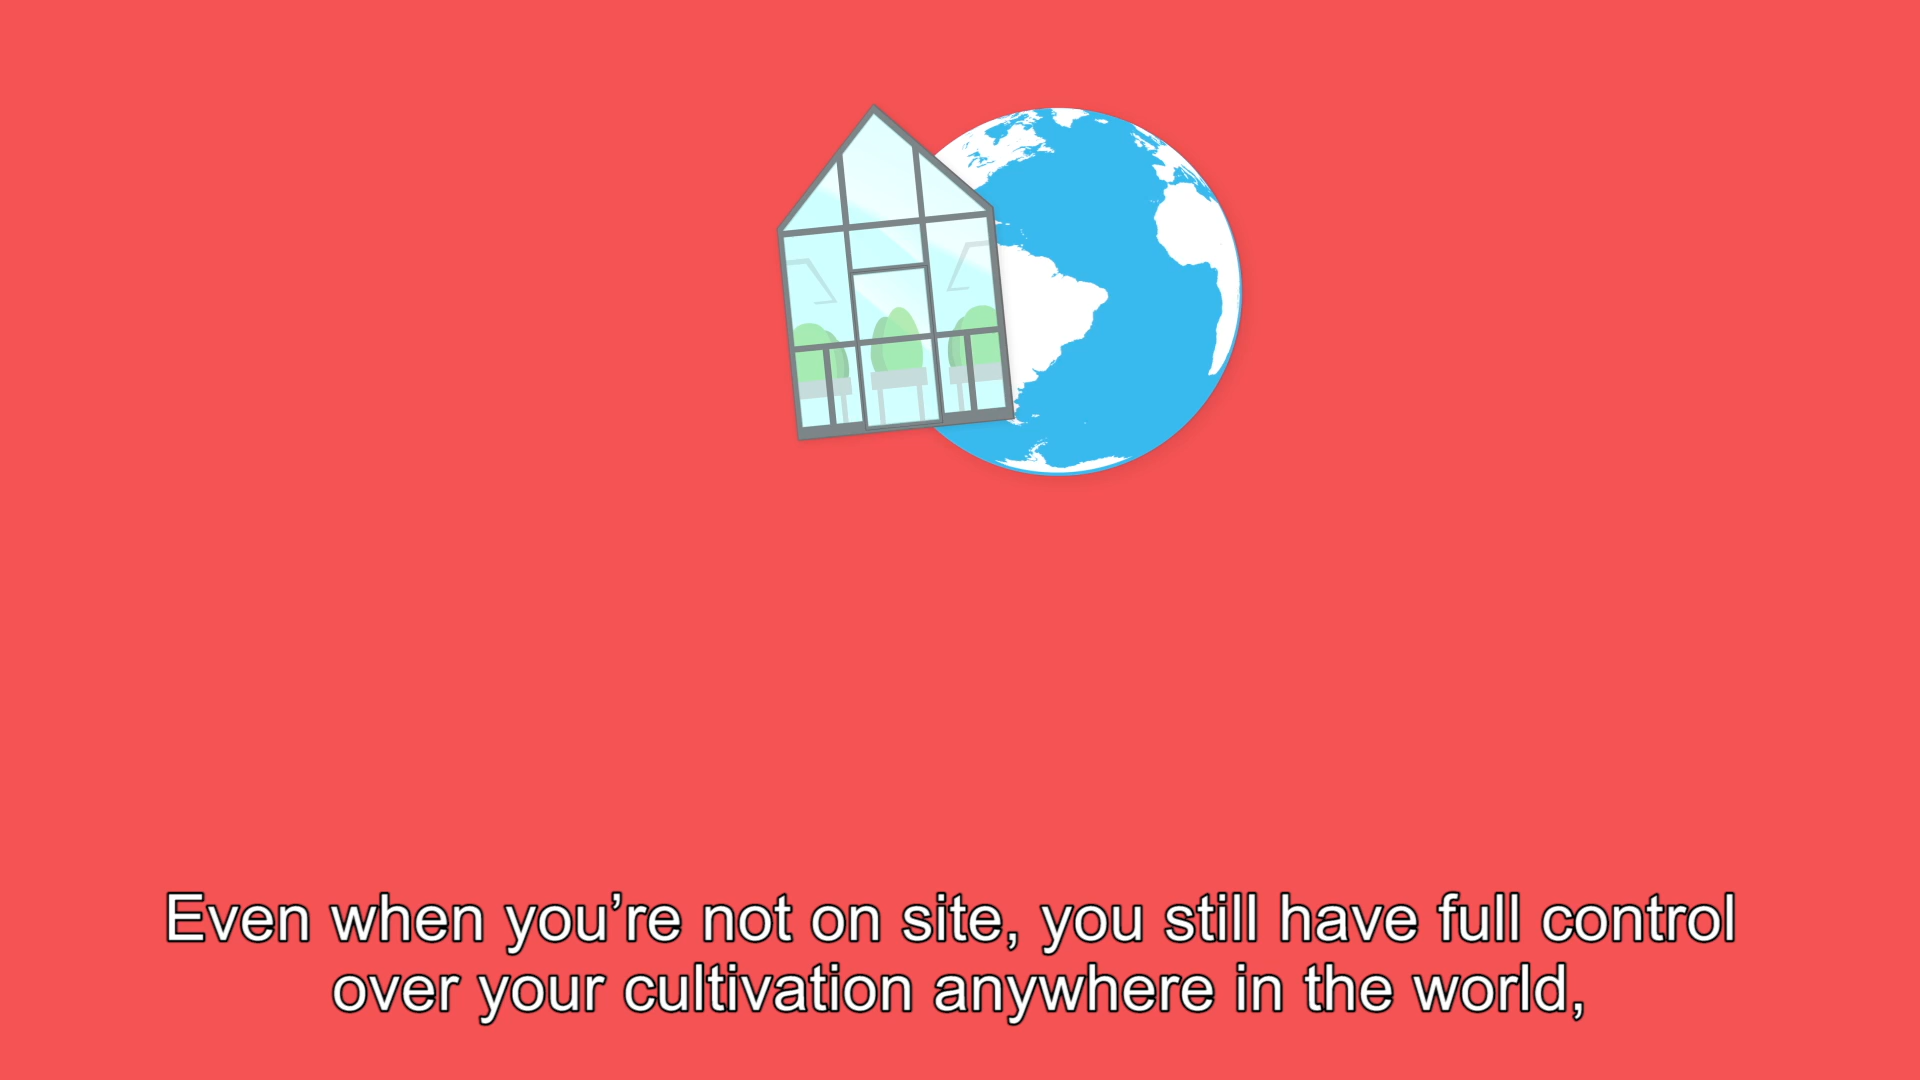 Even when you’re not on site, you still have full control
over your cultivation anywhere in the world,